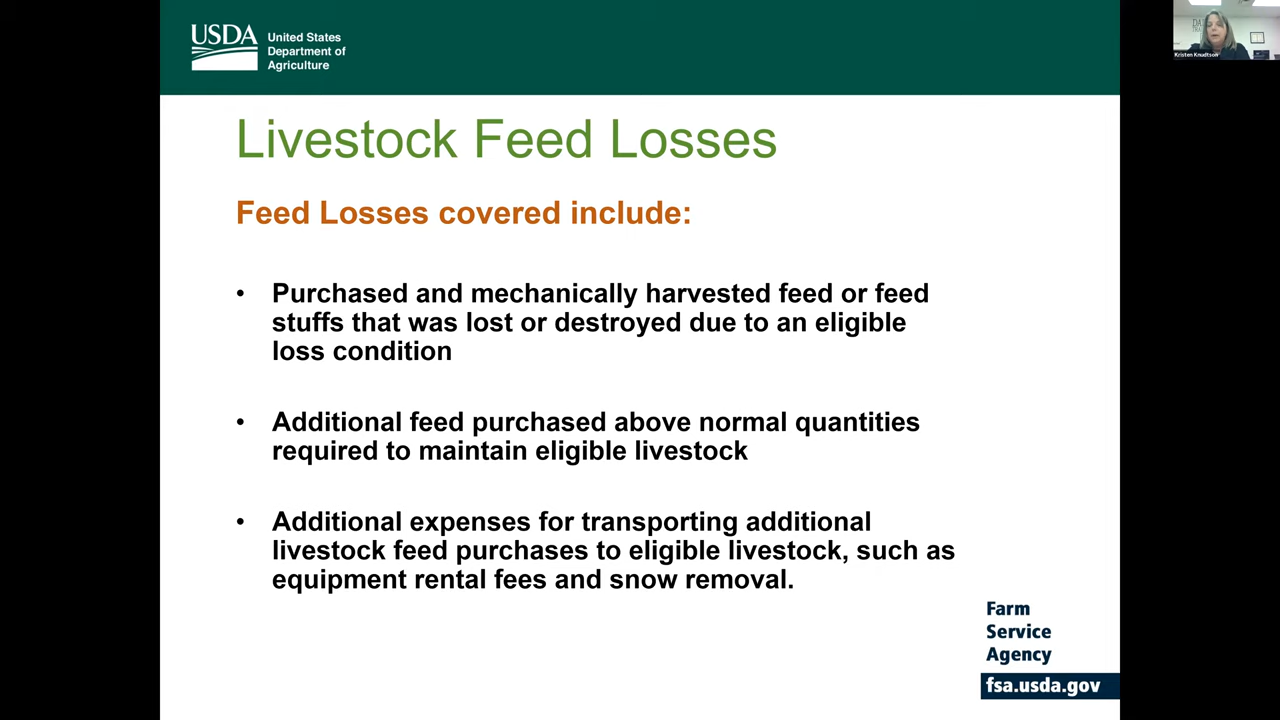 USDA
United States
Department of
Agriculture
Kristen Knudtson
Livestock Feed Losses
Feed Losses covered include:
• Purchased and mechanically harvested feed or feed
stuffs that was lost or destroyed due to an eligible
loss condition
• Additional feed purchased above normal quantities
required to maintain eligible livestock
• Additional expenses for transporting additional
livestock feed purchases to eligible livestock, such as
equipment rental fees and snow removal.
Farm
Service
Agency
fsa.usda.gov